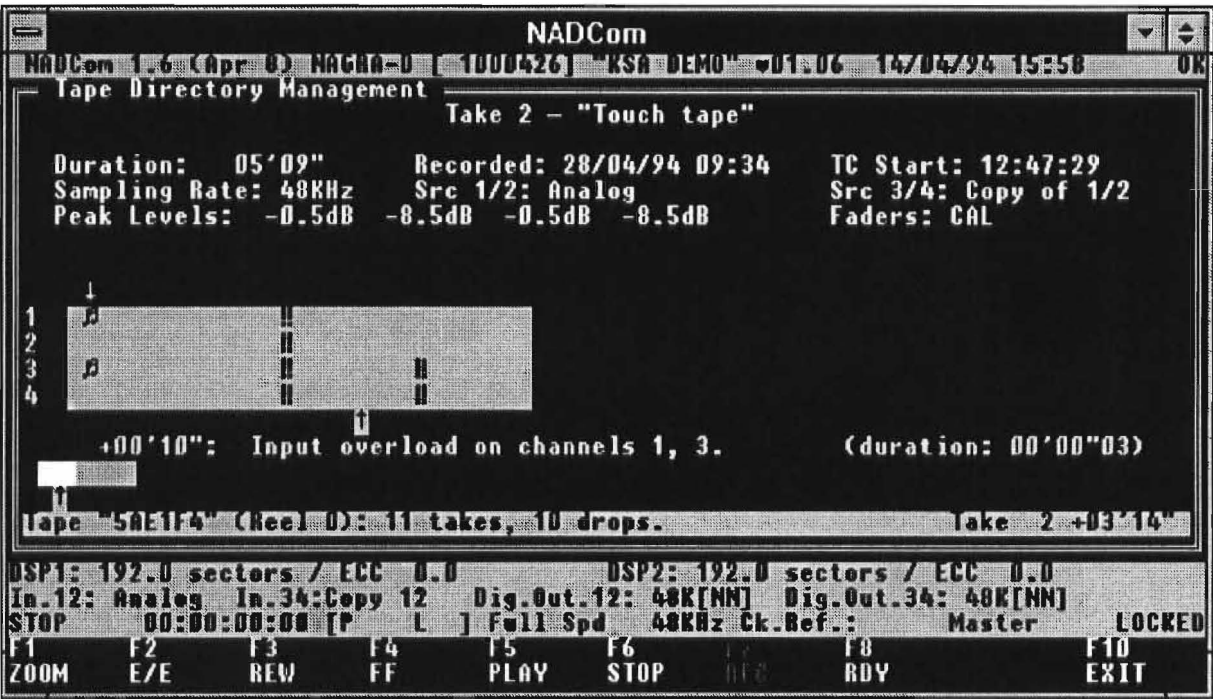 NADCom
NADCom 1.6 (Apr 8) NAGRA-D [ 1000426] "KSA DEMO" ♥01.06 14/04/94 15:58 OK
Tape Directory Management
Take 2 – "Touch tape"
Duration: 05'09" Recorded: 28/04/94 09:34 TC Start: 12:47:29
Sampling Rate: 48KHz Src 1/2: Analog Src 3/4: Copy of 1/2
Peak Levels: -0.5dB -8.5dB -0.5dB -8.5dB Faders: CAL
1
2
3
4
+00'10": Input overload on channels 1, 3. (duration: 00'00"03)
Tape "5AE1F4" (Reel 0): 11 takes, 10 drops. Take 2 +03'14"
DSP1: 192.0 sectors / ECC 0.0 DSP2: 192.0 sectors / ECC 0.0
In.12: Analog In.34:Copy 12 Dig.Out.12: 48K[NN] Dig.Out.34: 48K[NN]
STOP 00:00:00:00 [P L ] Full Spd 48KHz Ck.Ref.: Master LOCKED
F1 F2 F3 F4 F5 F6 F7 F8 F10
ZOOM E/E REW FF PLAY STOP REC RDY EXIT